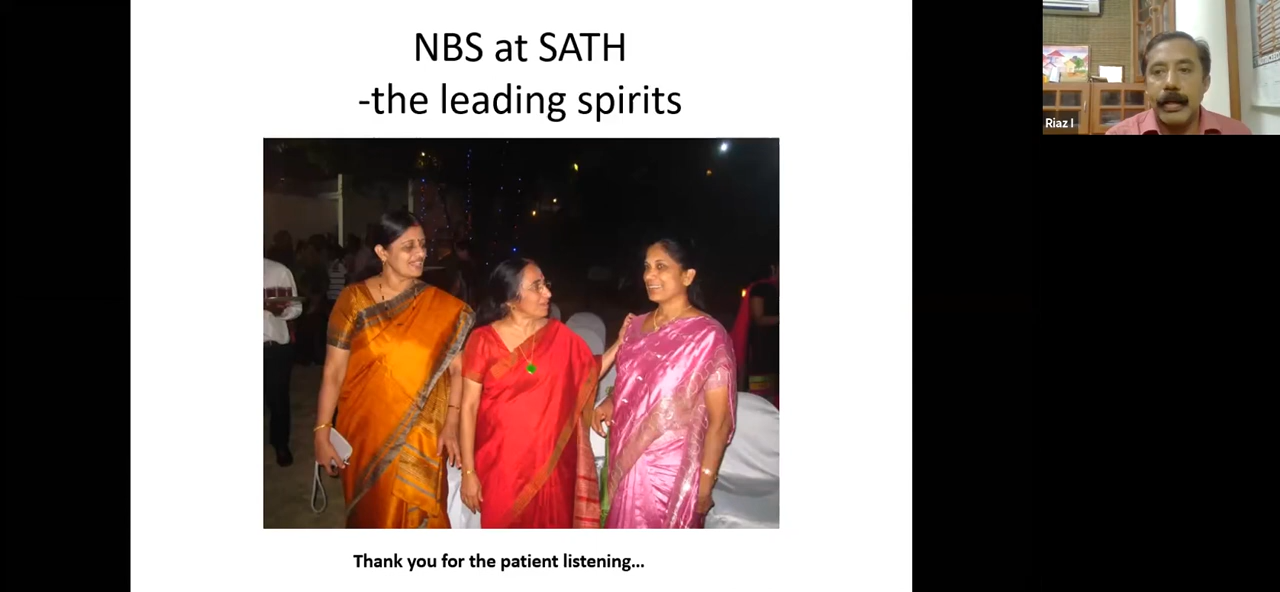 NBS at SATH
-the leading spirits
Thank you for the patient listening...
Riaz I